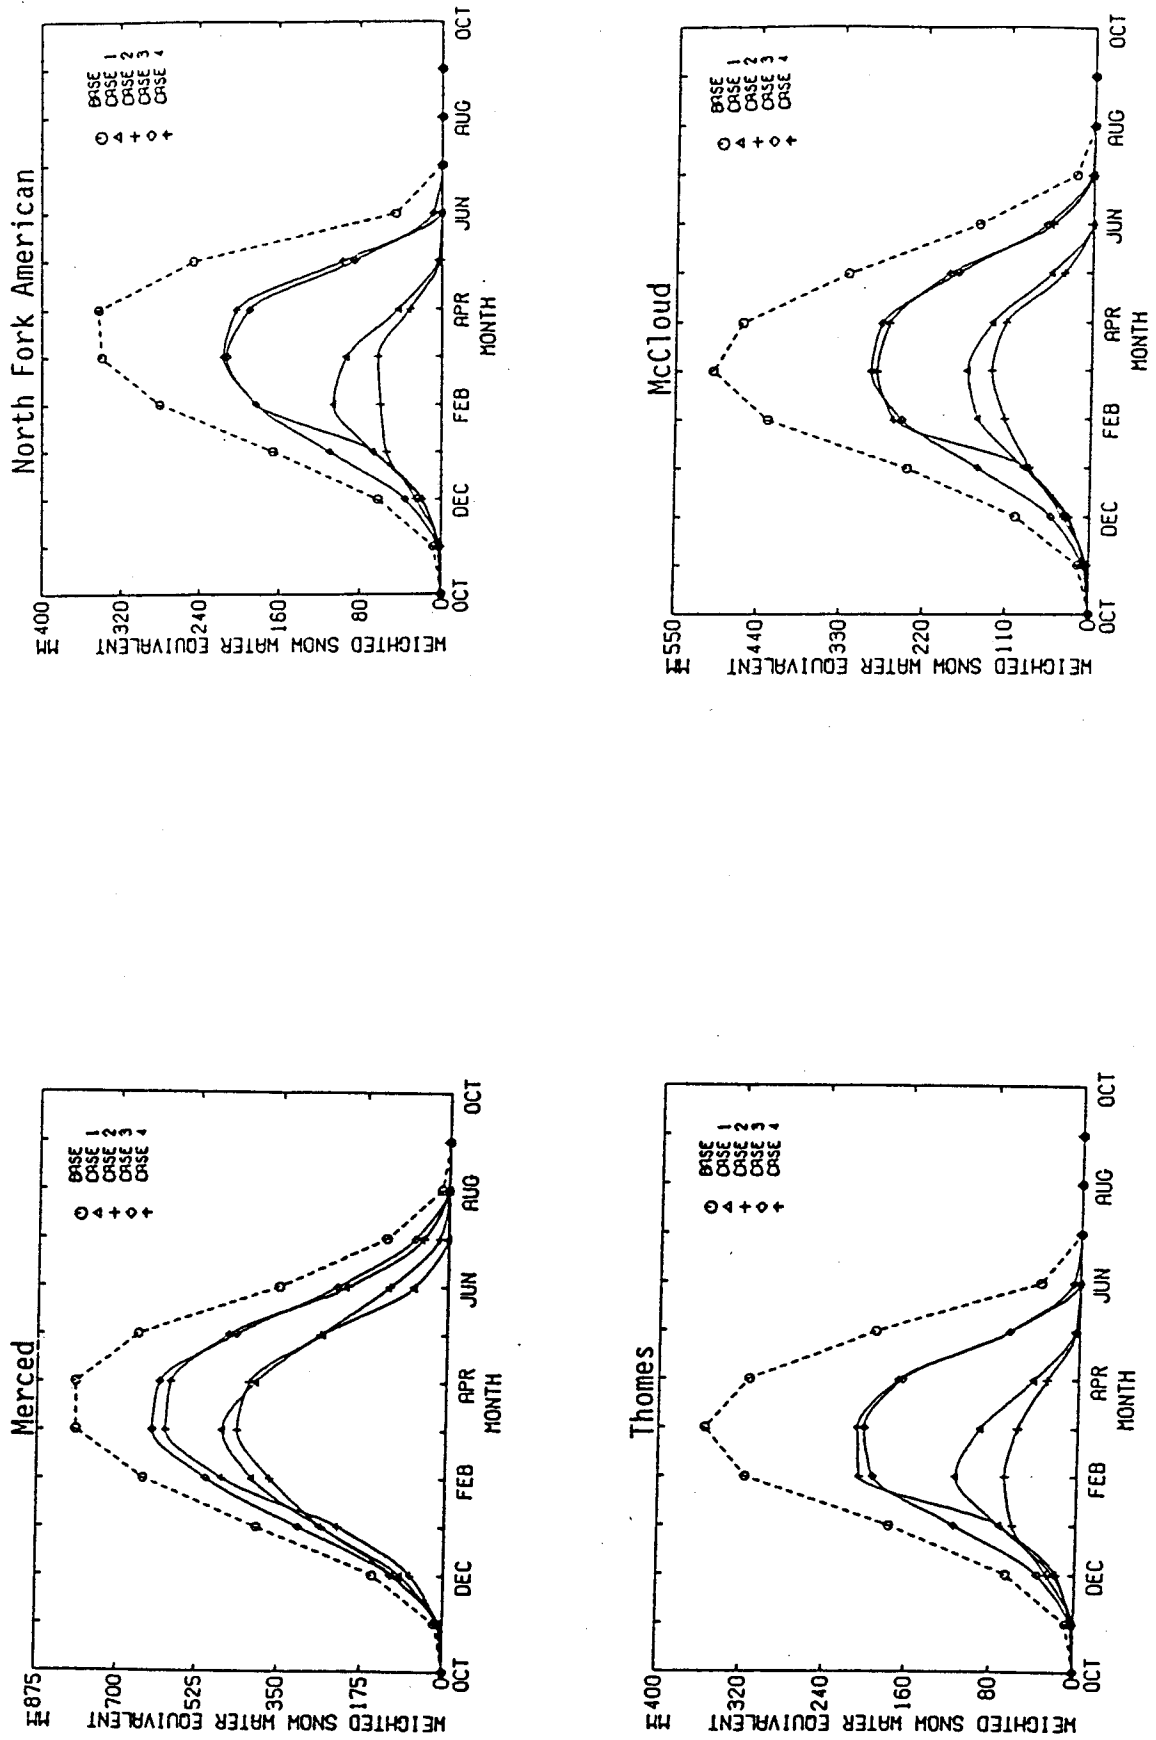 Merced
MM
875
700
525
350
175
0
WEIGHTED SNOW WATER EQUIVALENT
OCT
DEC
FEB
APR
JUN
AUG
OCT
MONTH
BASE
CASE 1
CASE 2
CASE 3
CASE 4
North Fork American
MM
400
320
240
160
80
0
WEIGHTED SNOW WATER EQUIVALENT
OCT
DEC
FEB
APR
JUN
AUG
OCT
MONTH
BASE
CASE 1
CASE 2
CASE 3
CASE 4
Thomes
MM
400
320
240
160
80
0
WEIGHTED SNOW WATER EQUIVALENT
OCT
DEC
FEB
APR
JUN
AUG
OCT
MONTH
BASE
CASE 1
CASE 2
CASE 3
CASE 4
McCloud
MM
550
440
330
220
110
0
WEIGHTED SNOW WATER EQUIVALENT
OCT
DEC
FEB
APR
JUN
AUG
OCT
MONTH
BASE
CASE 1
CASE 2
CASE 3
CASE 4